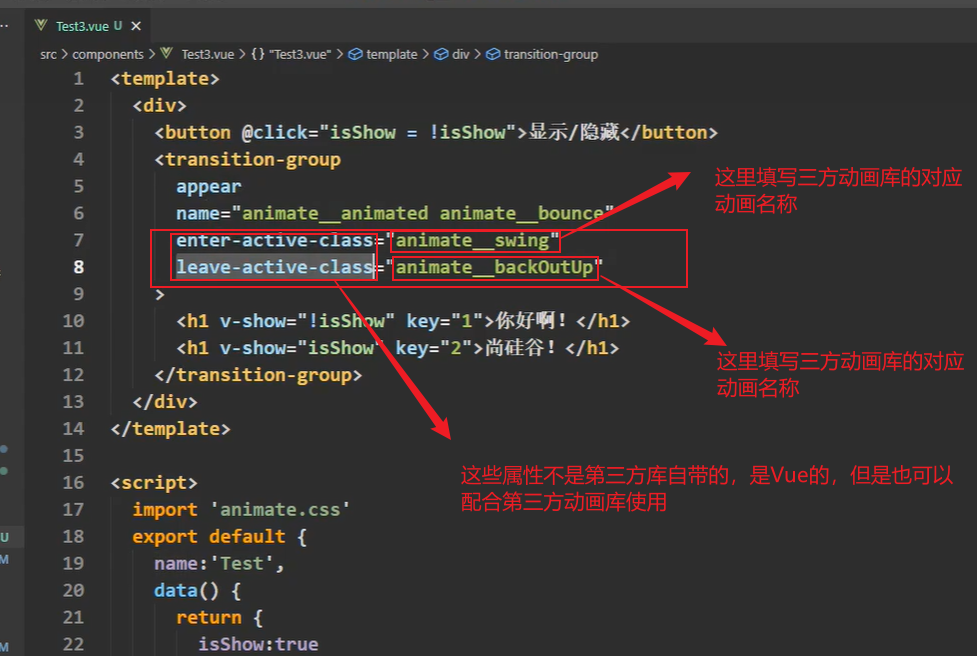 Test3.vue U ×
src > components > Test3.vue > {} "Test3.vue" > template > div > transition-group
1 <template>
2 <div>
3 <button @click="isShow = !isShow">显示/隐藏</button>
4 <transition-group
5 appear
6 name="animate__animated animate__bounce"
7 enter-active-class="animate__swing"
8 leave-active-class="animate__backOutUp"
9 >
10 <h1 v-show="!isShow" key="1">你好啊！</h1>
11 <h1 v-show="isShow" key="2">尚硅谷！</h1>
12 </transition-group>
13 </div>
14 </template>
15
16 <script>
17 import 'animate.css'
18 export default {
19 name:'Test',
20 data() {
21 return {
22 isShow:true
这里填写三方动画库的对应
动画名称
这里填写三方动画库的对应
动画名称
这些属性不是第三方库自带的，是Vue的，但是也可以
配合第三方动画库使用
U
M
M